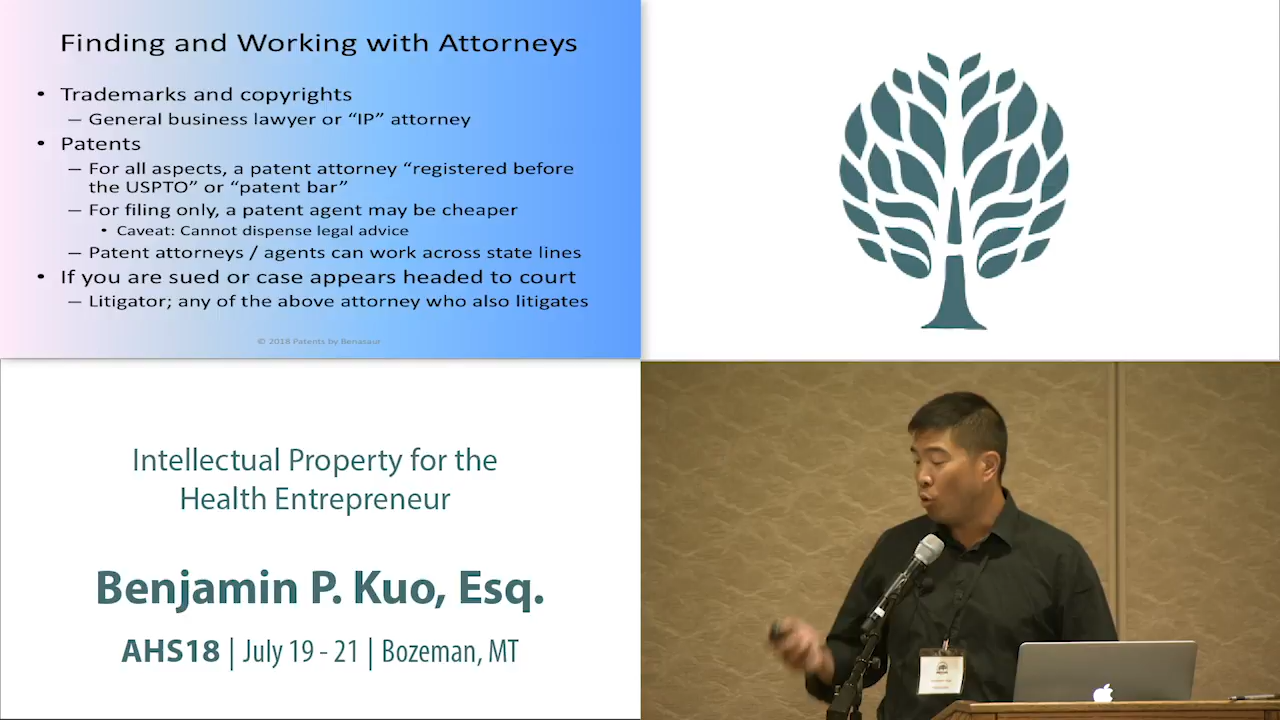 Finding and Working with Attorneys
• Trademarks and copyrights
– General business lawyer or “IP” attorney
• Patents
– For all aspects, a patent attorney “registered before
the USPTO” or “patent bar”
– For filing only, a patent agent may be cheaper
• Caveat: Cannot dispense legal advice
– Patent attorneys / agents can work across state lines
• If you are sued or case appears headed to court
– Litigator; any of the above attorney who also litigates
© 2018 Patents by Benasaur
Intellectual Property for the
Health Entrepreneur
Benjamin P. Kuo, Esq.
AHS18 | July 19 - 21 | Bozeman, MT